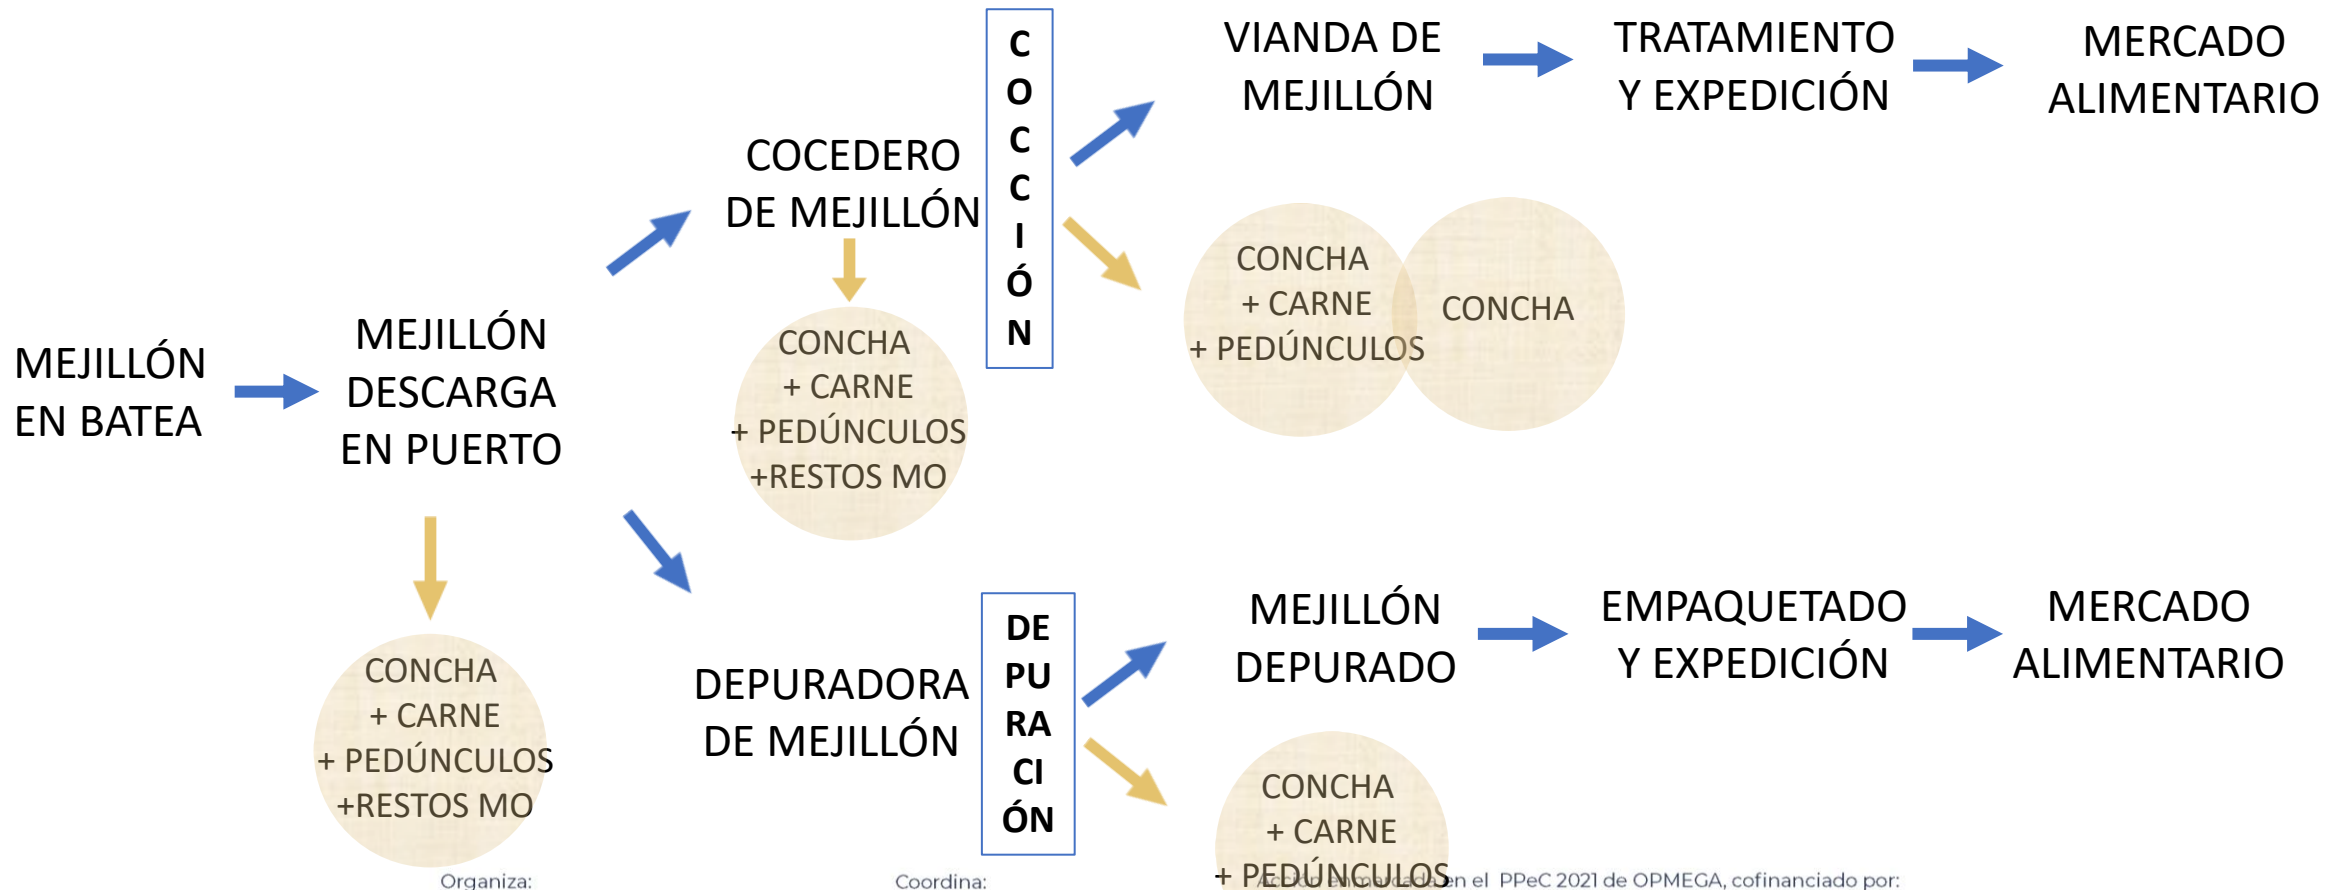 MEJILLÓN
EN BATEA
MEJILLÓN
DESCARGA
EN PUERTO
CONCHA
+ CARNE
+ PEDÚNCULOS
+RESTOS MO
COCEDERO
DE MEJILLÓN
CONCHA
+ CARNE
+ PEDÚNCULOS
+RESTOS MO
C
O
C
C
I
Ó
N
VIANDA DE
MEJILLÓN
TRATAMIENTO
Y EXPEDICIÓN
MERCADO
ALIMENTARIO
CONCHA
+ CARNE
+ PEDÚNCULOS
CONCHA
DEPURADORA
DE MEJILLÓN
DE
PU
RA
CI
ÓN
MEJILLÓN
DEPURADO
EMPAQUETADO
Y EXPEDICIÓN
MERCADO
ALIMENTARIO
CONCHA
+ CARNE
+ PEDÚNCULOS
Organiza:
Coordina:
Acción enmarcada en el PPeC 2021 de OPMEGA, cofinanciado por: